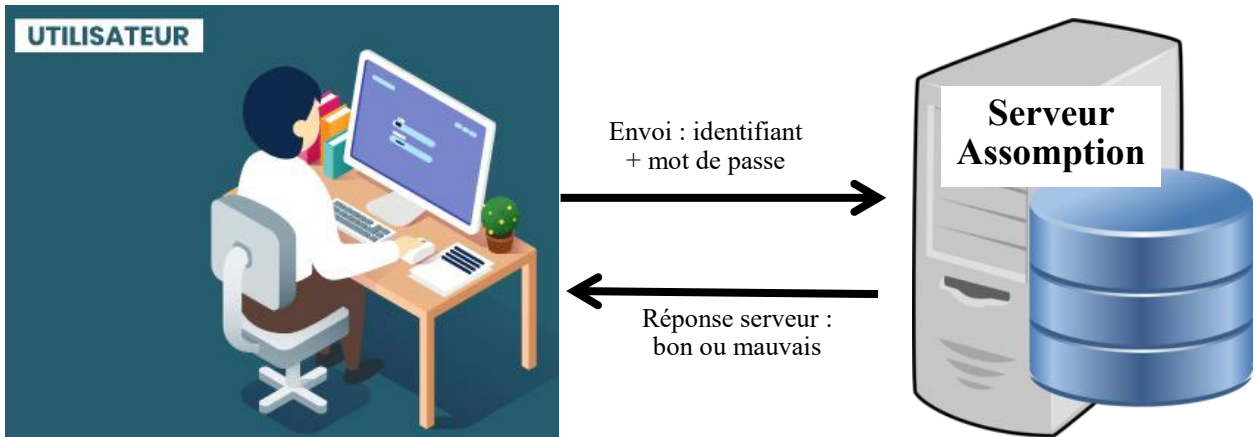 UTILISATEUR
Envoi : identifiant
+ mot de passe
Serveur
Assomption
Réponse serveur :
bon ou mauvais